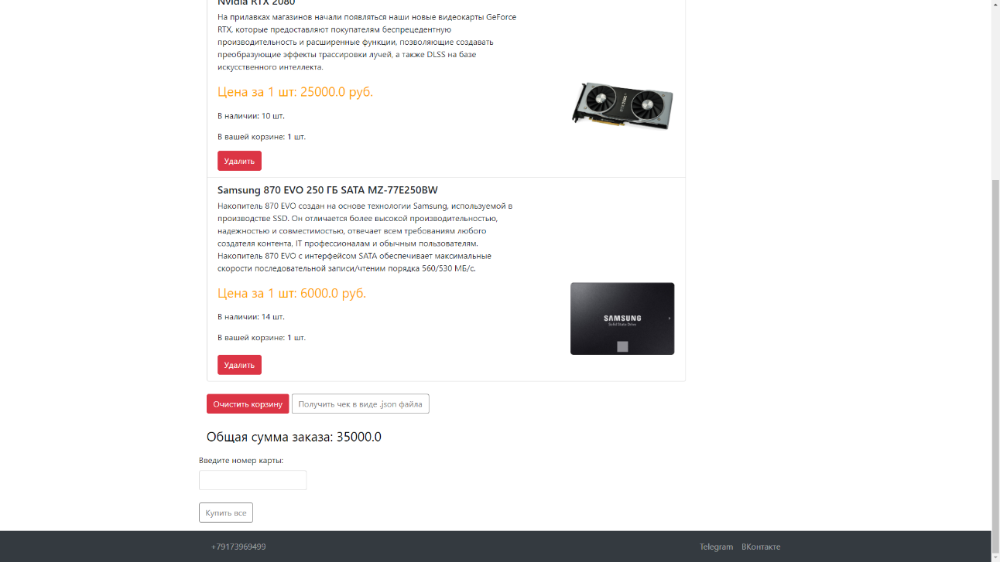 Nvidia RTX 2080
На прилавках магазинов начали появляться наши новые видеокарты GeForce
RTX, которые предоставляют покупателям беспрецедентную
производительность и расширенные функции, позволяющие создавать
преобразующие эффекты трассировки лучей, а также DLSS на базе
искусственного интеллекта.
Цена за 1 шт: 25000.0 руб.
В наличии: 10 шт.
В вашей корзине: 1 шт.
Удалить
Samsung 870 EVO 250 ГБ SATA MZ-77E250BW
Накопитель 870 EVO создан на основе технологии Samsung, используемой в
производстве SSD. Он отличается более высокой производительностью,
надежностью и совместимостью, отвечает всем требованиям любого
создателя контента, IT профессионалам и обычным пользователям.
Накопитель 870 EVO с интерфейсом SATA обеспечивает максимальные
скорости последовательной записи/чтеним порядка 560/530 МБ/с.
Цена за 1 шт: 6000.0 руб.
SAMSUNG
Solid State Drive
В наличии: 14 шт.
В вашей корзине: 1 шт.
Удалить
Очистить корзину Получить чек в виде .json файла
Общая сумма заказа: 35000.0
Введите номер карты:
Купить все
+79173969499 Telegram ВКонтакте